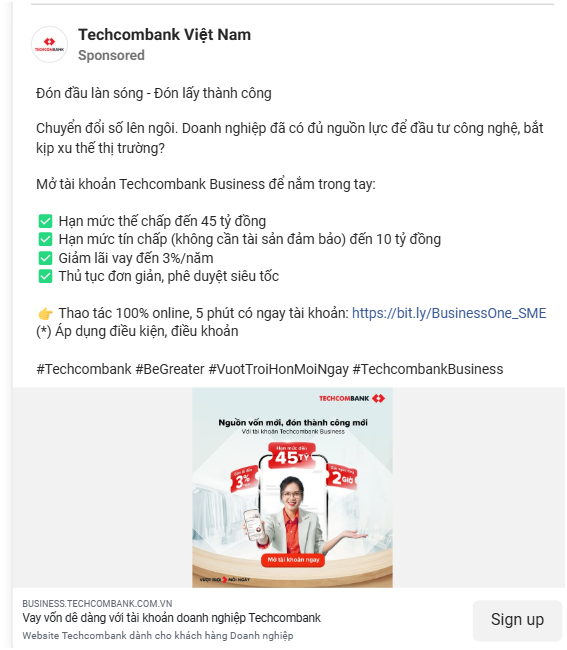 TECHCOMBANK
Techcombank Việt Nam
Sponsored
Đón đầu làn sóng - Đón lấy thành công
Chuyển đổi số lên ngôi. Doanh nghiệp đã có đủ nguồn lực để đầu tư công nghệ, bắt
kịp xu thế thị trường?
Mở tài khoản Techcombank Business để nắm trong tay:
✅ Hạn mức thế chấp đến 45 tỷ đồng
✅ Hạn mức tín chấp (không cần tài sản đảm bảo) đến 10 tỷ đồng
✅ Giảm lãi vay đến 3%/năm
✅ Thủ tục đơn giản, phê duyệt siêu tốc
👉 Thao tác 100% online, 5 phút có ngay tài khoản: https://bit.ly/BusinessOne_SME
(*) Áp dụng điều kiện, điều khoản
#Techcombank #BeGreater #VuotTroiHonMoiNgay #TechcombankBusiness
TECHCOMBANK
Nguồn vốn mới, đón thành công mới
Với tài khoản Techcombank Business
Hạn mức đến
45 TỶ
3%
2 GIỜ
Mở tài khoản ngay
VƯỢT TRỘI MỖI NGÀY
BUSINESS.TECHCOMBANK.COM.VN
Vay vốn dễ dàng với tài khoản doanh nghiệp Techcombank
Website Techcombank dành cho khách hàng Doanh nghiệp
Sign up